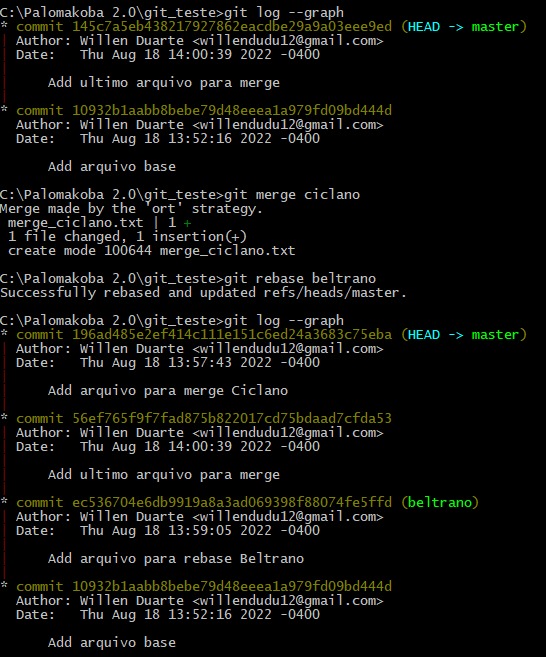 C:\Palomakoba 2.0\git_teste>git log --graph
* commit 145c7a5eb438217927862eacdbe29a9a03eee9ed (HEAD -> master)
| Author: Willen Duarte <willendudu12@gmail.com>
| Date:   Thu Aug 18 14:00:39 2022 -0400
|
|     Add ultimo arquivo para merge
|
* commit 10932b1aabb8bebe79d48eeea1a979fd09bd444d
  Author: Willen Duarte <willendudu12@gmail.com>
  Date:   Thu Aug 18 13:52:16 2022 -0400
      Add arquivo base
C:\Palomakoba 2.0\git_teste>git merge ciclano
Merge made by the 'ort' strategy.
 merge_ciclano.txt | 1 +
 1 file changed, 1 insertion(+)
 create mode 100644 merge_ciclano.txt
C:\Palomakoba 2.0\git_teste>git rebase beltrano
Successfully rebased and updated refs/heads/master.
C:\Palomakoba 2.0\git_teste>git log --graph
* commit 196ad485e2ef414c111e151c6ed24a3683c75eba (HEAD -> master)
| Author: Willen Duarte <willendudu12@gmail.com>
| Date:   Thu Aug 18 13:57:43 2022 -0400
|
|     Add arquivo para merge Ciclano
|
* commit 56ef765f9f7fad875b822017cd75bdaad7cfda53
| Author: Willen Duarte <willendudu12@gmail.com>
| Date:   Thu Aug 18 14:00:39 2022 -0400
|
|     Add ultimo arquivo para merge
|
* commit ec536704e6db9919a8a3ad069398f88074fe5ffd (beltrano)
| Author: Willen Duarte <willendudu12@gmail.com>
| Date:   Thu Aug 18 13:59:05 2022 -0400
|
|     Add arquivo para rebase Beltrano
|
* commit 10932b1aabb8bebe79d48eeea1a979fd09bd444d
  Author: Willen Duarte <willendudu12@gmail.com>
  Date:   Thu Aug 18 13:52:16 2022 -0400
      Add arquivo base